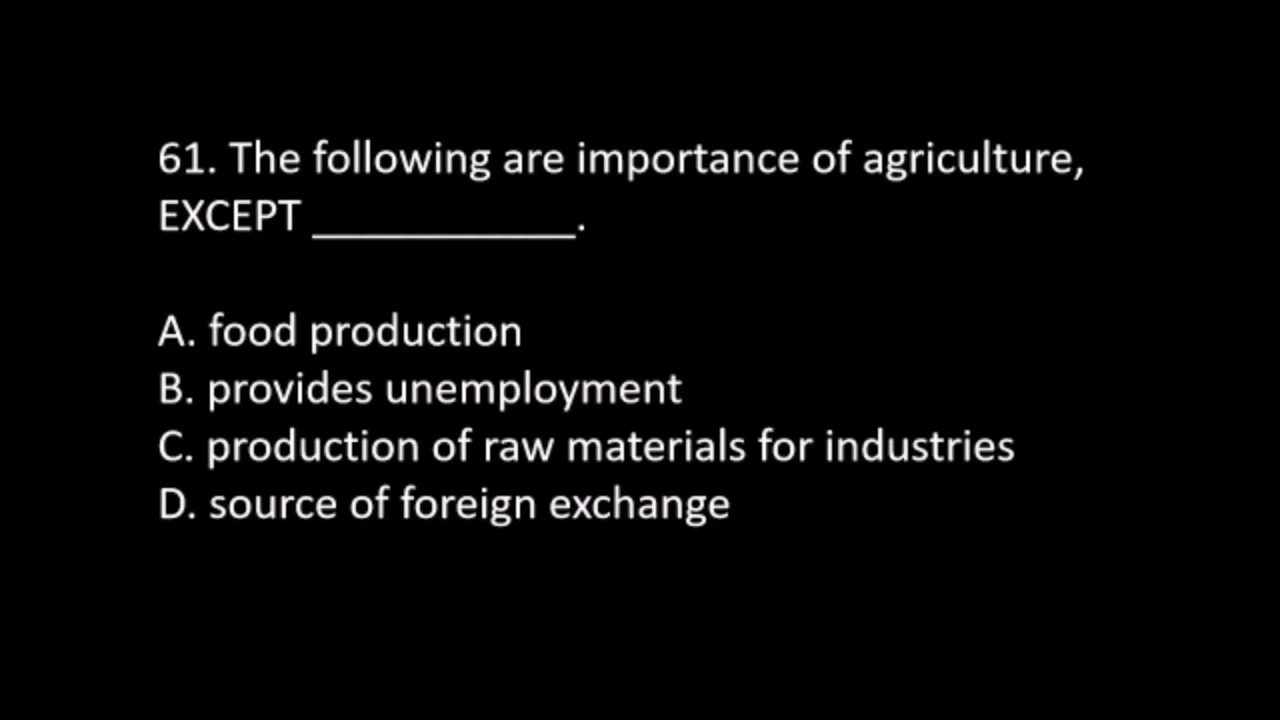 61. The following are importance of agriculture,
EXCEPT ____________.
A. food production
B. provides unemployment
C. production of raw materials for industries
D. source of foreign exchange